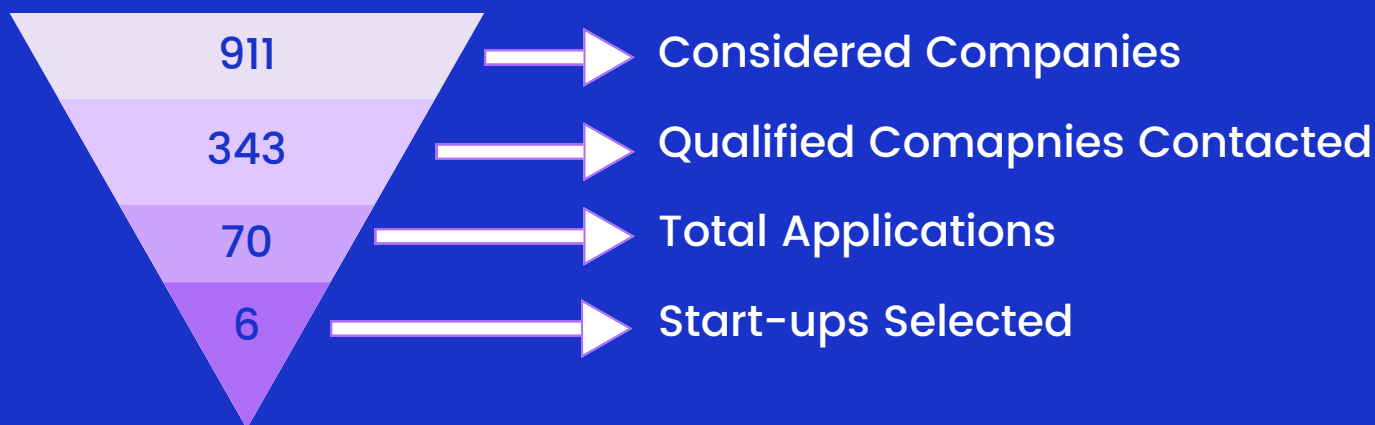 911
Considered Companies
343
Qualified Comapnies Contacted
70
Total Applications
6
Start-ups Selected